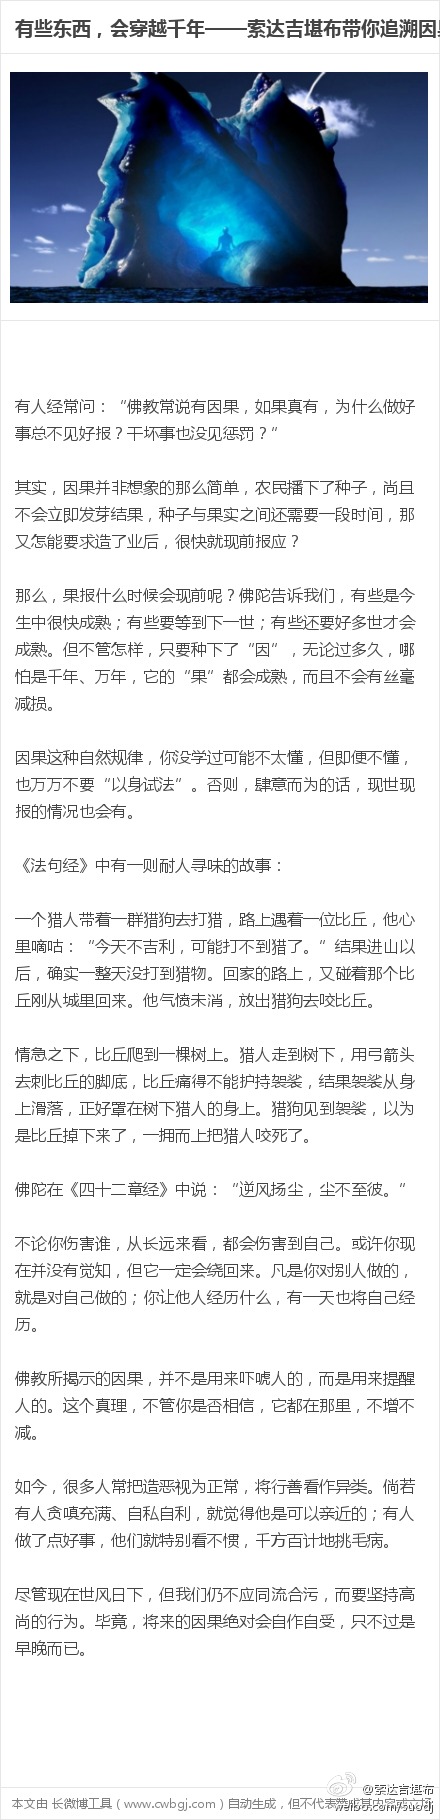 有些东西，会穿越千年——索达吉堪布带你追溯因
有人经常问：“佛教常说有因果，如果真有，为什么做好
事总不见好报？干坏事也没见惩罚？”
其实，因果并非想象的那么简单，农民播下了种子，尚且
不会立即发芽结果，种子与果实之间还需要一段时间，那
又怎能要求造了业后，很快就现前报应？
那么，果报什么时候会现前呢？佛陀告诉我们，有些是今
生中很快成熟；有些要等到下一世；有些还要好多世才会
成熟。但不管怎样，只要种下了“因”，无论过多久，哪
怕是千年、万年，它的“果”都会成熟，而且不会有丝毫
减损。
因果这种自然规律，你没学过可能不太懂，但即便不懂，
也万万不要“以身试法”。否则，肆意而为的话，现世现
报的情况也会有。
《法句经》中有一则耐人寻味的故事：
一个猎人带着一群猎狗去打猎，路上遇着一位比丘，他心
里嘀咕：“今天不吉利，可能打不到猎了。”结果进山以
后，确实一整天没打到猎物。回家的路上，又碰着那个比
丘刚从城里回来。他气愤未消，放出猎狗去咬比丘。
情急之下，比丘爬到一棵树上。猎人走到树下，用弓箭头
去刺比丘的脚底，比丘痛得不能护持袈裟，结果袈裟从身
上滑落，正好罩在树下猎人的身上。猎狗见到袈裟，以为
是比丘掉下来了，一拥而上把猎人咬死了。
佛陀在《四十二章经》中说：“逆风扬尘，尘不至彼。”
不论你伤害谁，从长远来看，都会伤害到自己。或许你现
在并没有觉知，但它一定会绕回来。凡是你对别人做的，
就是对自己做的；你让他人经历什么，有一天也将自己经
历。
佛教所揭示的因果，并不是用来吓唬人的，而是用来提醒
人的。这个真理，不管你是否相信，它都在那里，不增不
减。
如今，很多人常把造恶视为正常，将行善看作异类。倘若
有人贪嗔充满、自私自利，就觉得他是可以亲近的；有人
做了点好事，他们就特别看不惯，千方百计地挑毛病。
尽管现在世风日下，但我们仍不应同流合污，而要坚持高
尚的行为。毕竟，将来的因果绝对会自作自受，只不过是
早晚而已。
@索达吉堪布
本文由 长微博工具（www.cwbgj.com）自动生成，但不代表赞成其内容或立场
weibo.com/suodj